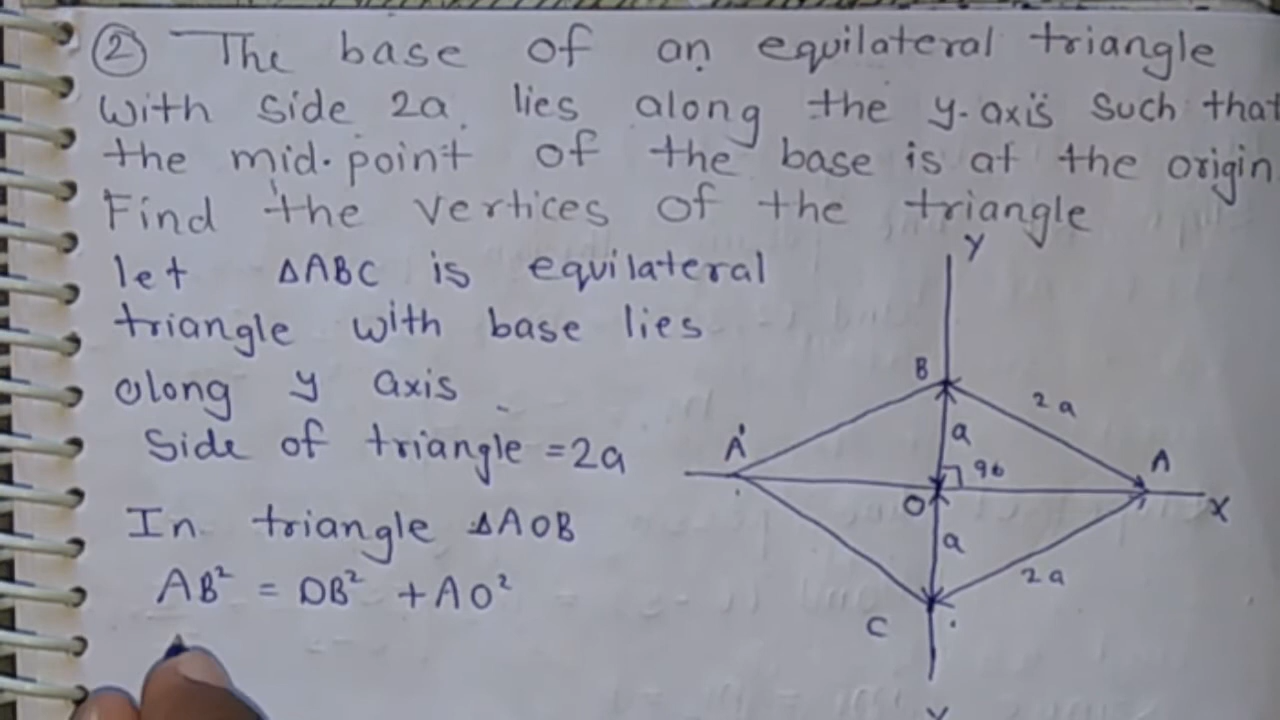 ② The base of an equilateral triangle
with side 2a lies along the y-axis such that
the mid-point of the base is at the origin
Find the vertices of the triangle
let ΔABC is equilateral
triangle with base lies
along y axis
Side of triangle = 2a
In triangle ΔAOB
AB² = OB² + AO²
Y
B
2a
A'
a
90
A
O
X
a
2a
C